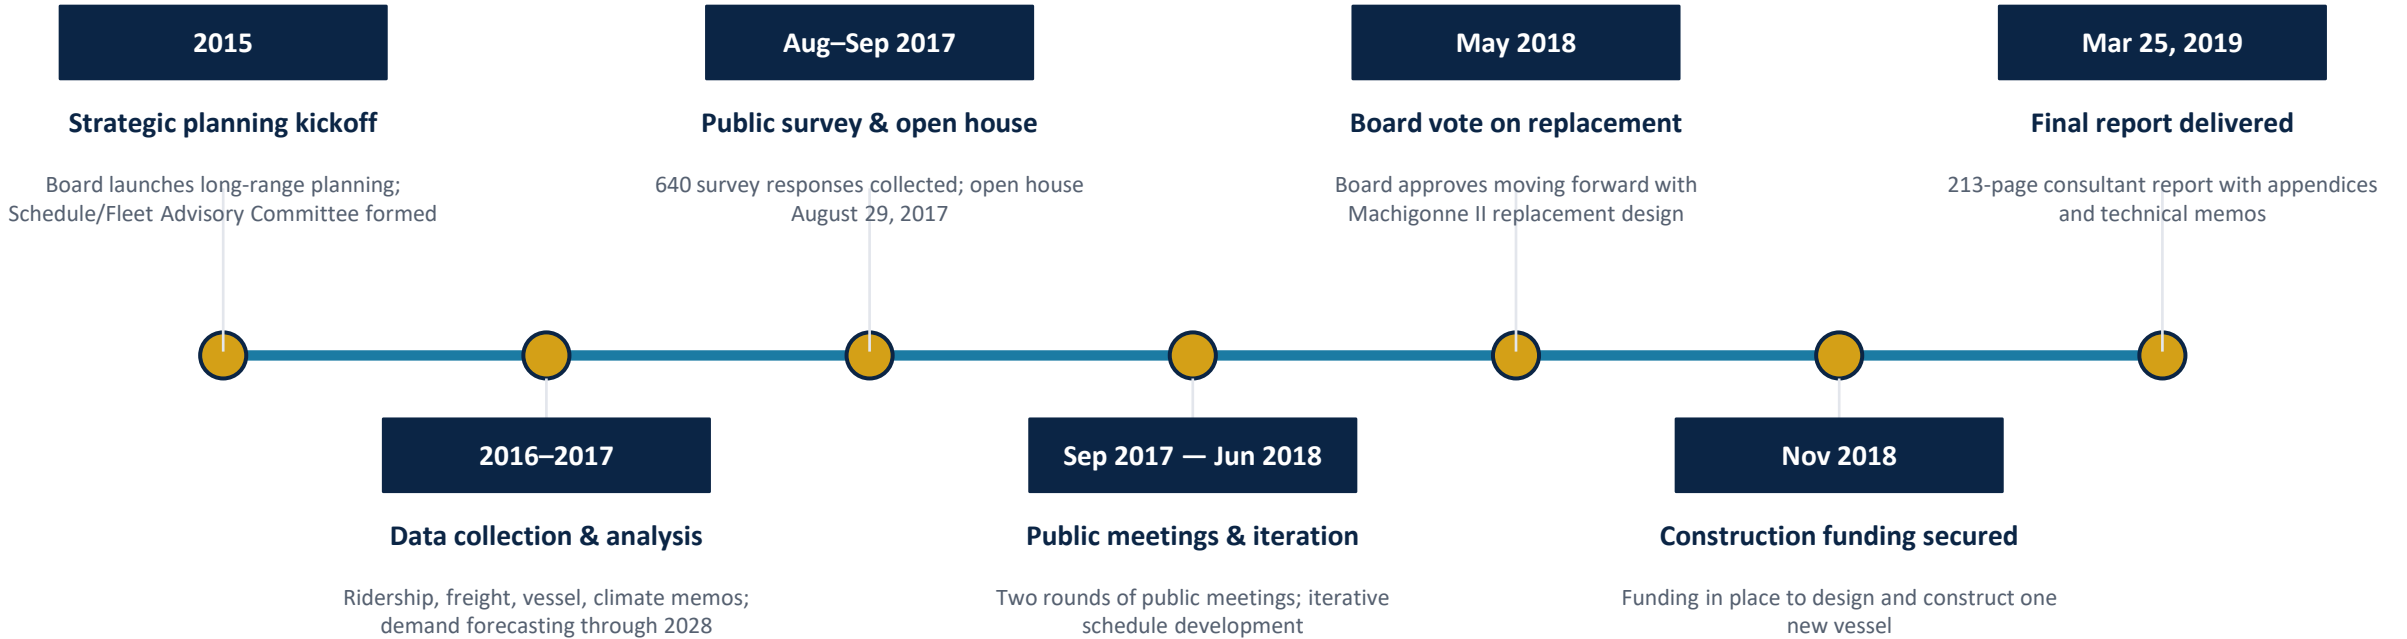 2015
Strategic planning kickoff
Board launches long-range planning;
Schedule/Fleet Advisory Committee formed
2016–2017
Data collection & analysis
Ridership, freight, vessel, climate memos;
demand forecasting through 2028
Aug–Sep 2017
Public survey & open house
640 survey responses collected; open house
August 29, 2017
Sep 2017 — Jun 2018
Public meetings & iteration
Two rounds of public meetings; iterative
schedule development
May 2018
Board vote on replacement
Board approves moving forward with
Machigonne II replacement design
Nov 2018
Construction funding secured
Funding in place to design and construct one
new vessel
Mar 25, 2019
Final report delivered
213-page consultant report with appendices
and technical memos